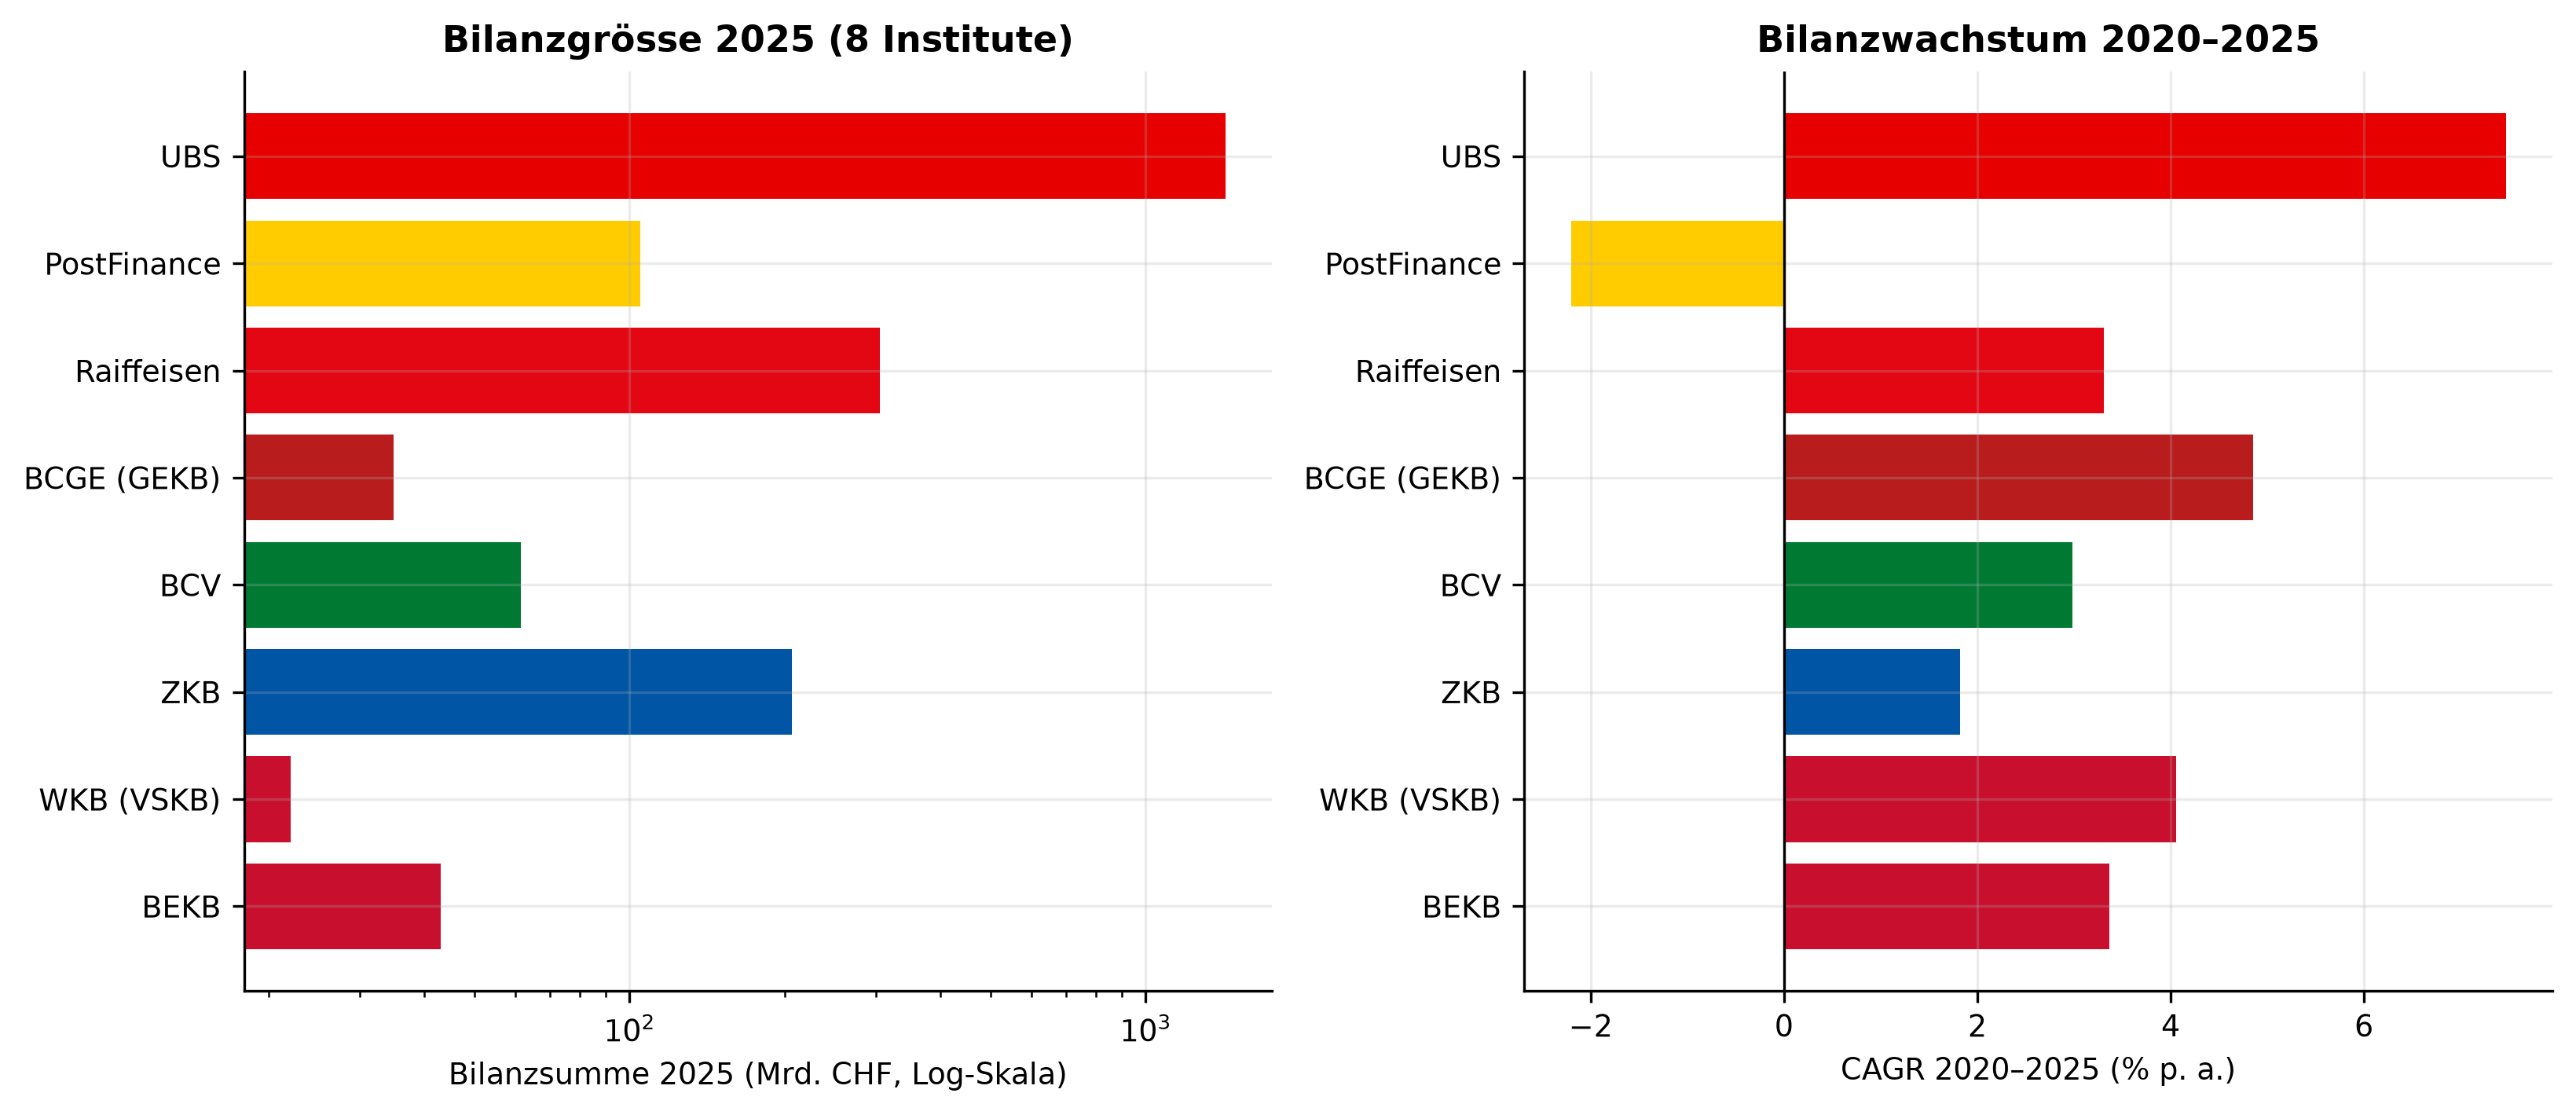 Bilanzgrösse 2025 (8 Institute)
UBS
PostFinance
Raiffeisen
BCGE (GEKB)
BCV
ZKB
WKB (VSKB)
BEKB
10² 10³
Bilanzsumme 2025 (Mrd. CHF, Log-Skala)
Bilanzwachstum 2020–2025
UBS
PostFinance
Raiffeisen
BCGE (GEKB)
BCV
ZKB
WKB (VSKB)
BEKB
−2 0 2 4 6
CAGR 2020–2025 (% p. a.)